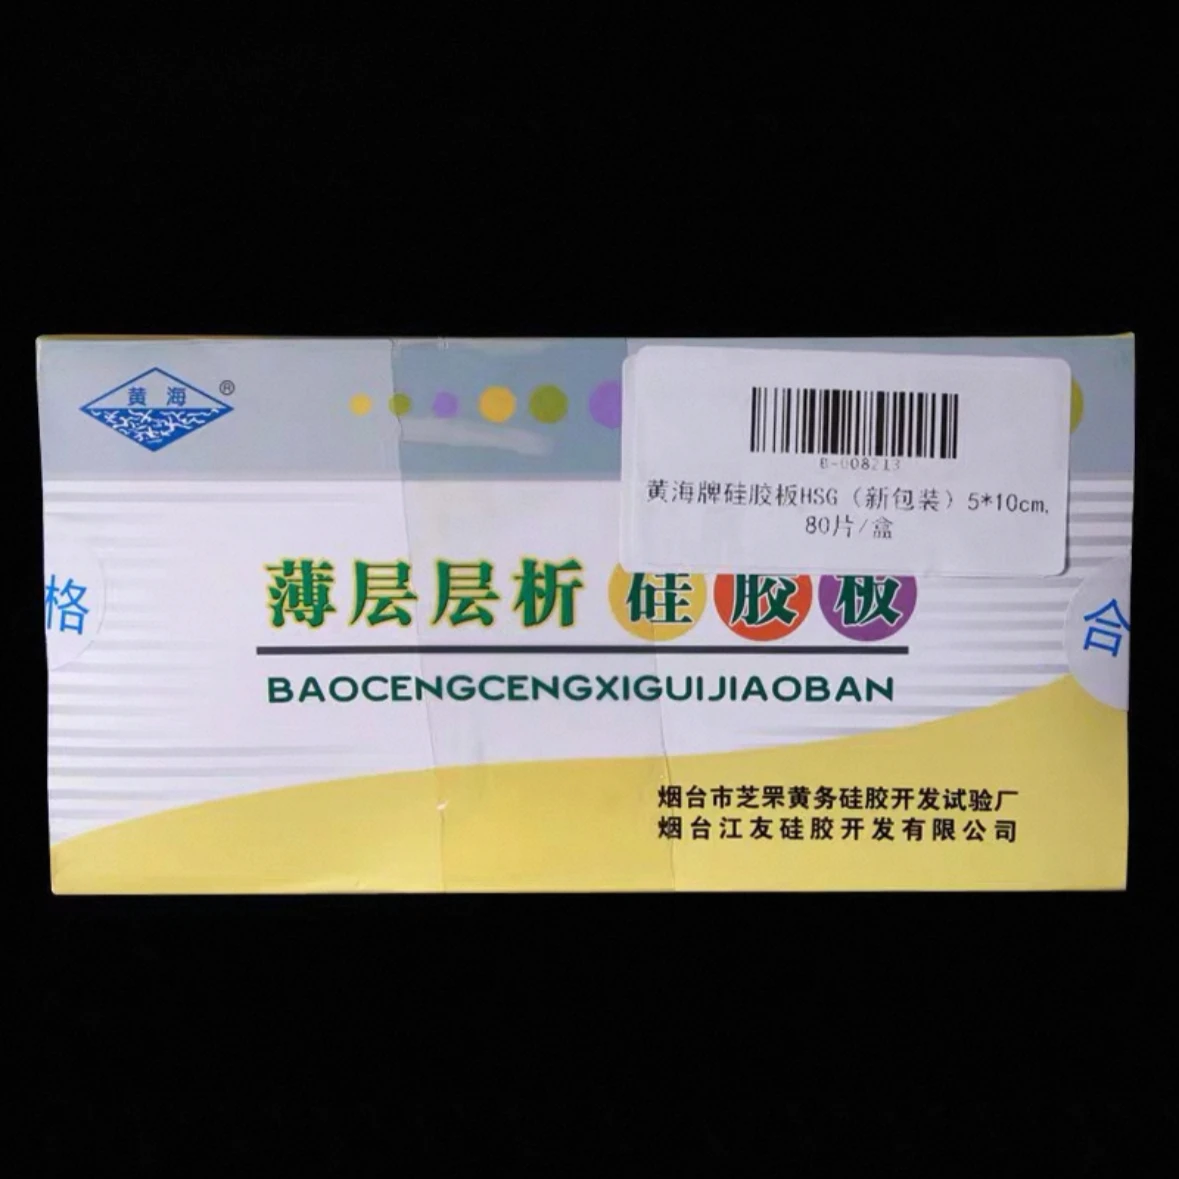 黄海
®
B-008213
黄海牌硅胶板HSG（新包装）5*10cm,
80片/盒
薄层层析 硅胶板
BAOCENGCENGXIGUIJIAOBAN
格
合
烟台市芝罘黄务硅胶开发试验厂
烟台江友硅胶开发有限公司